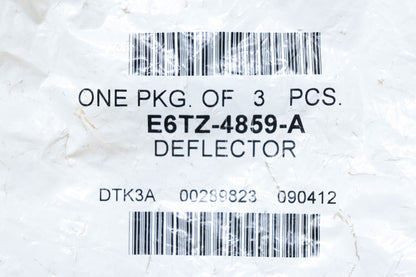 ONE PKG. OF 3 PCS.
E6TZ-4859-A
DEFLECTOR
DTK3A 00289823 090412